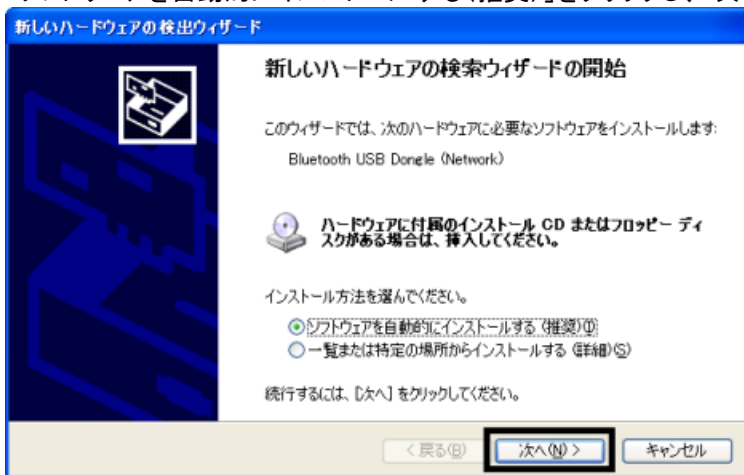 新しいハードウェアの検出ウィザード
新しいハードウェアの検索ウィザードの開始
このウィザードでは、次のハードウェアに必要なソフトウェアをインストールします:
Bluetooth USB Dongle (Network)
ハードウェアに付属のインストール CD またはフロッピー ディ
スクがある場合は、挿入してください。
インストール方法を選んでください。
ソフトウェアを自動的にインストールする (推奨)(I)
一覧または特定の場所からインストールする (詳細)(S)
続行するには、[次へ] をクリックしてください。
< 戻る(B)
次へ(N) >
キャンセル